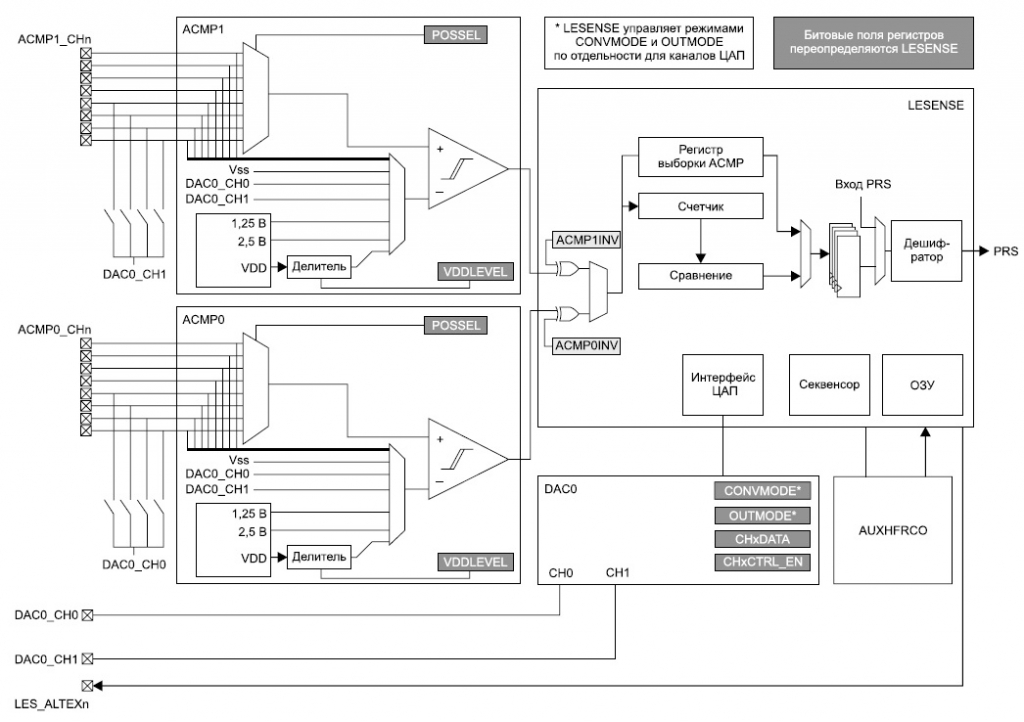 ACMP1_CHn
ACMP1
POSSEL
* LESENSE управляет режимами
CONVMODE и OUTMODE
по отдельности для каналов ЦАП
Битовые поля регистров
переопределяются LESENSE
LESENSE
+
−
Vss
DAC0_CH0
DAC0_CH1
1,25 В
2,5 В
VDD
Делитель
VDDLEVEL
DAC0_CH1
Регистр
выборки ACMP
Счетчик
Сравнение
Вход PRS
Дешиф-
ратор
PRS
ACMP1INV
ACMP0INV
ACMP0_CHn
ACMP0
POSSEL
+
−
Vss
DAC0_CH0
DAC0_CH1
1,25 В
2,5 В
VDD
Делитель
VDDLEVEL
DAC0_CH0
Интерфейс
ЦАП
Секвенсор
ОЗУ
DAC0
CONVMODE*
OUTMODE*
CHxDATA
CHxCTRL_EN
CH0
CH1
AUXHFRCO
DAC0_CH0
DAC0_CH1
LES_ALTEXn